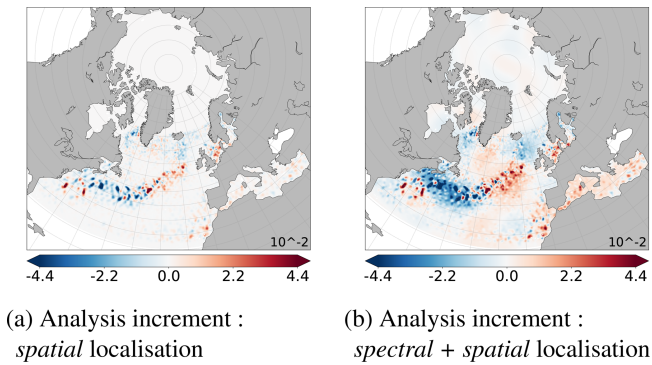 10^-2
-4.4 -2.2 0.0 2.2 4.4
(a) Analysis increment :
spatial localisation
10^-2
-4.4 -2.2 0.0 2.2 4.4
(b) Analysis increment :
spectral + spatial localisation